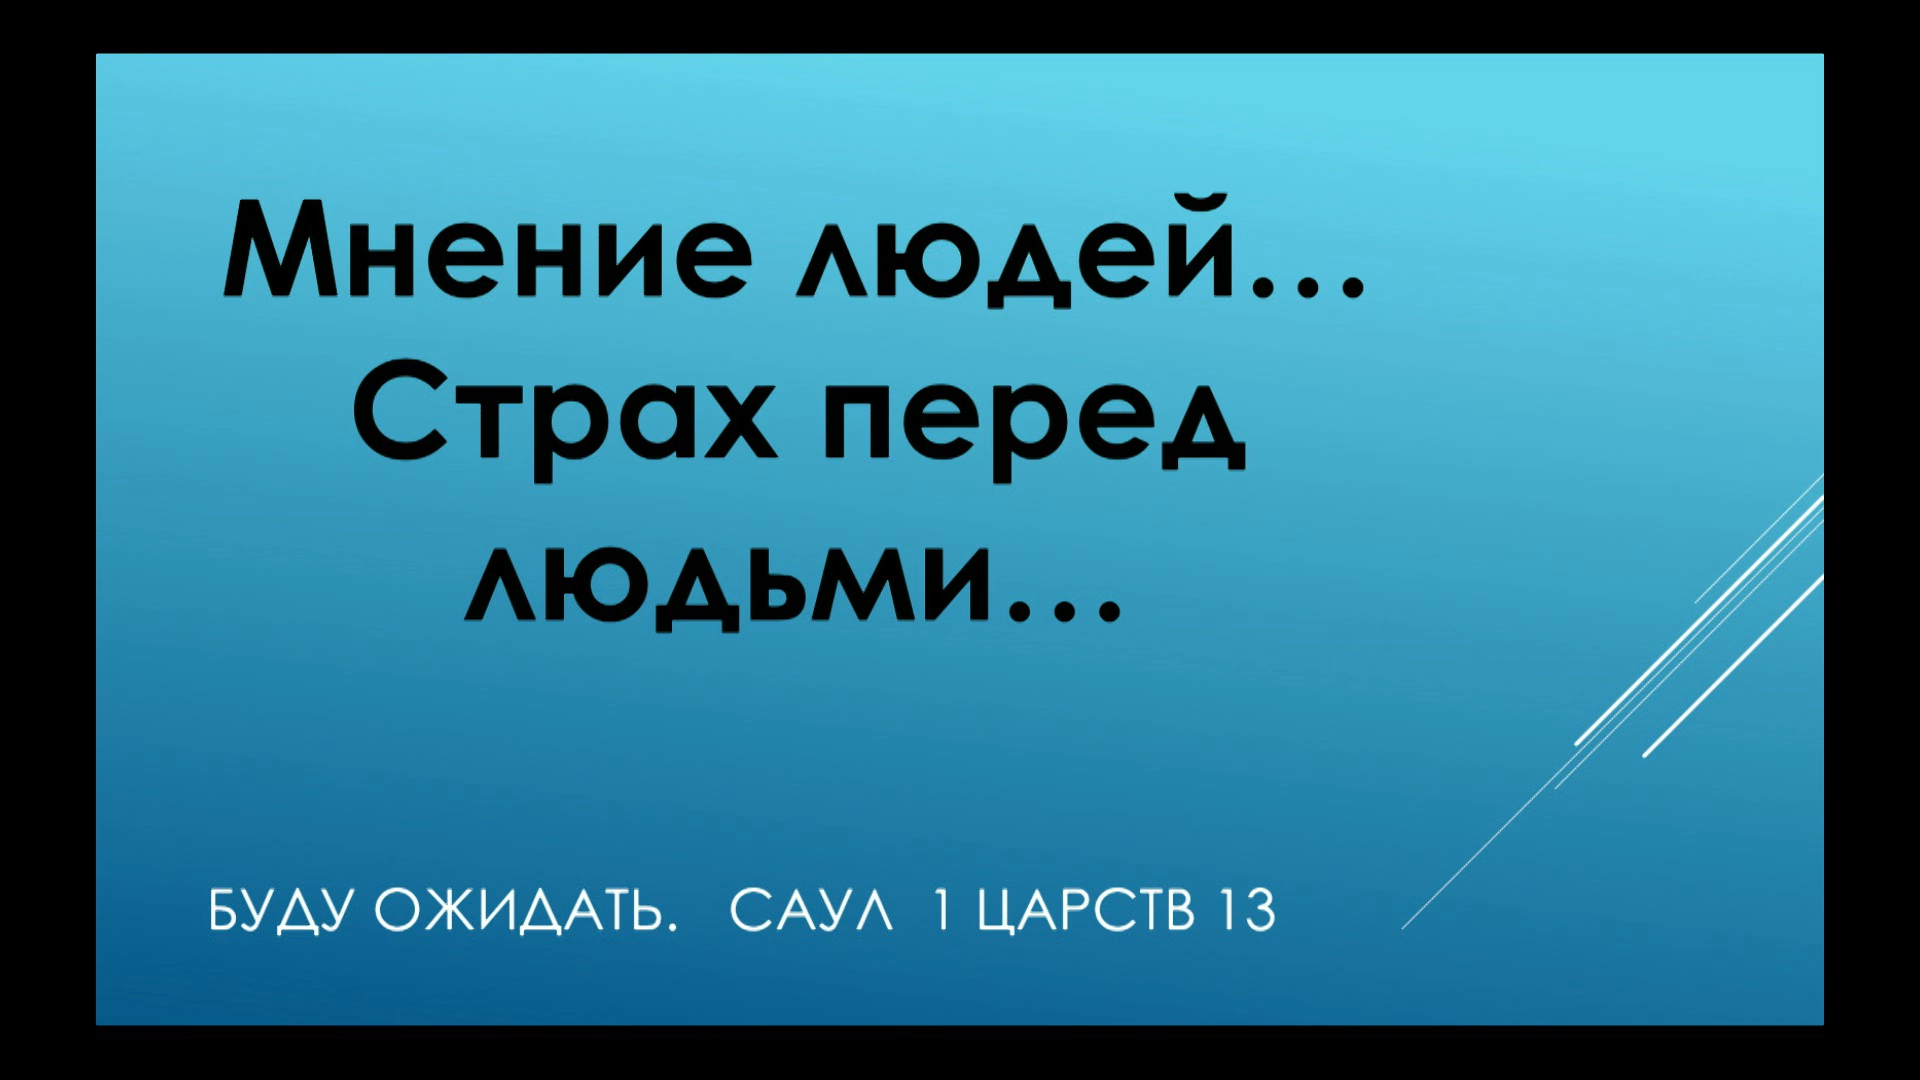 Мнение людей...
Страх перед
людьми...
БУДУ ОЖИДАТЬ. САУЛ 1 ЦАРСТВ 13